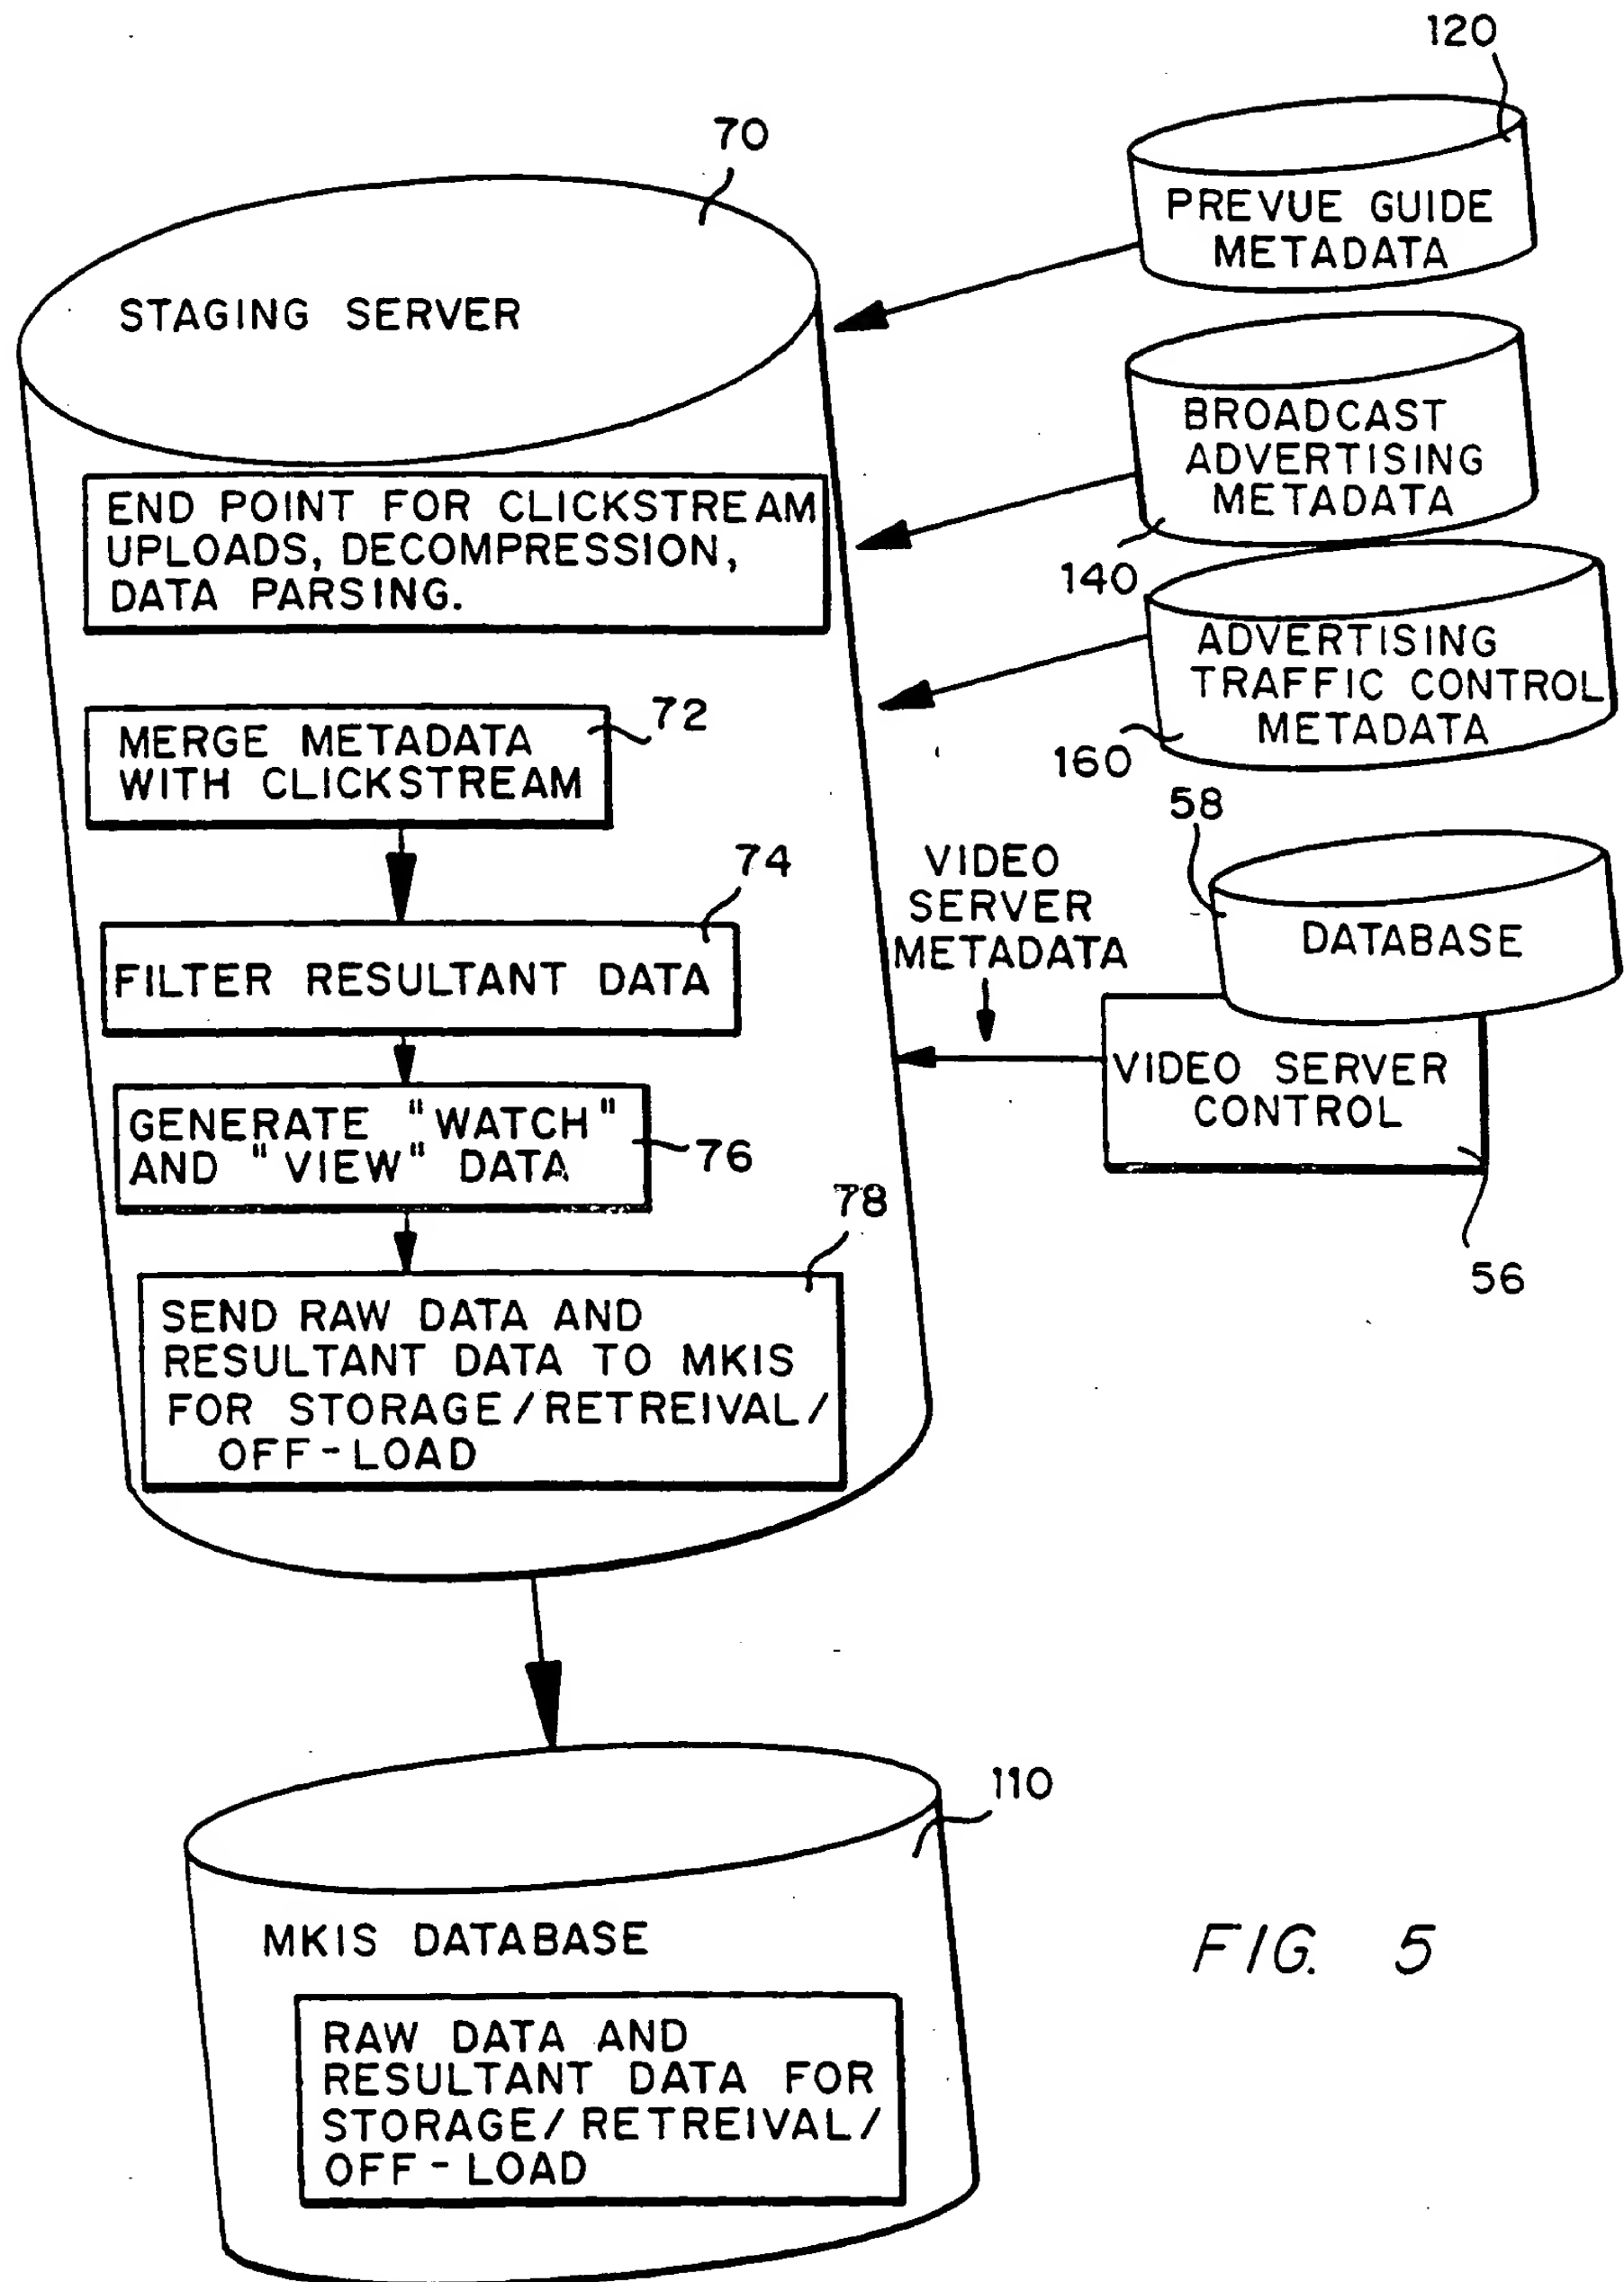 120
PREVUE GUIDE
METADATA
70
STAGING SERVER
BROADCAST
ADVERTISING
METADATA
140
END POINT FOR CLICKSTREAM
UPLOADS, DECOMPRESSION,
DATA PARSING.
ADVERTISING
TRAFFIC CONTROL
METADATA
160
MERGE METADATA
WITH CLICKSTREAM
72
58
DATABASE
VIDEO
SERVER
METADATA
74
FILTER RESULTANT DATA
VIDEO SERVER
CONTROL
56
GENERATE "WATCH"
AND "VIEW" DATA
76
78
SEND RAW DATA AND
RESULTANT DATA TO MKIS
FOR STORAGE/RETREIVAL/
OFF-LOAD
110
MKIS DATABASE
RAW DATA AND
RESULTANT DATA FOR
STORAGE/RETREIVAL/
OFF-LOAD
FIG. 5